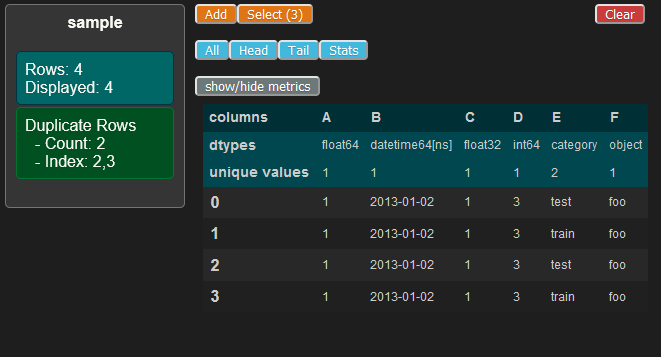 sample
Rows: 4
Displayed: 4
Duplicate Rows
- Count: 2
- Index: 2,3
Add Select (3) Clear
All Head Tail Stats
show/hide metrics
columns A B C D E F
dtypes float64 datetime64[ns] float32 int64 category object
unique values 1 1 1 1 2 1
0 1 2013-01-02 1 3 test foo
1 1 2013-01-02 1 3 train foo
2 1 2013-01-02 1 3 test foo
3 1 2013-01-02 1 3 train foo